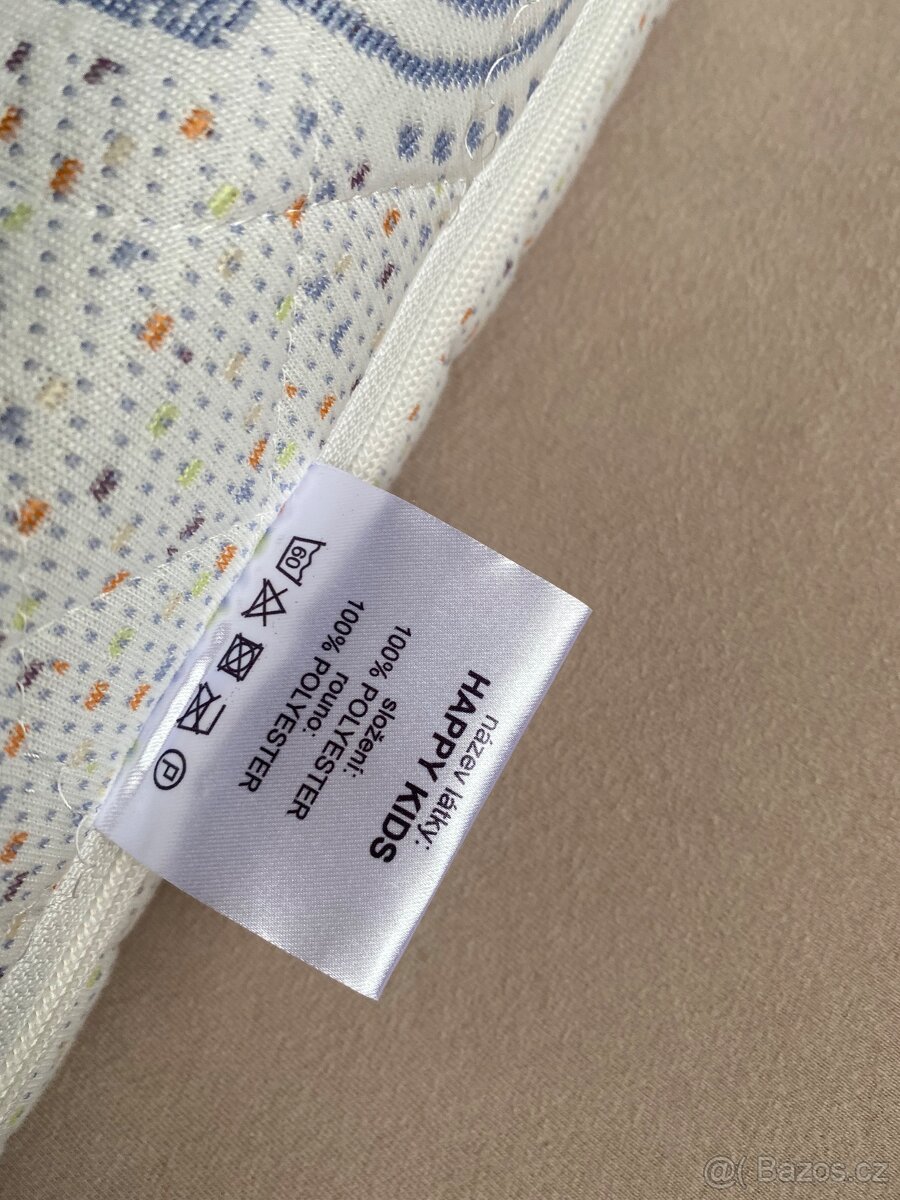 název látky:
HAPPY KIDS
složení:
100% POLYESTER
rouno:
100% POLYESTER
60
P
@( Bazos.cz